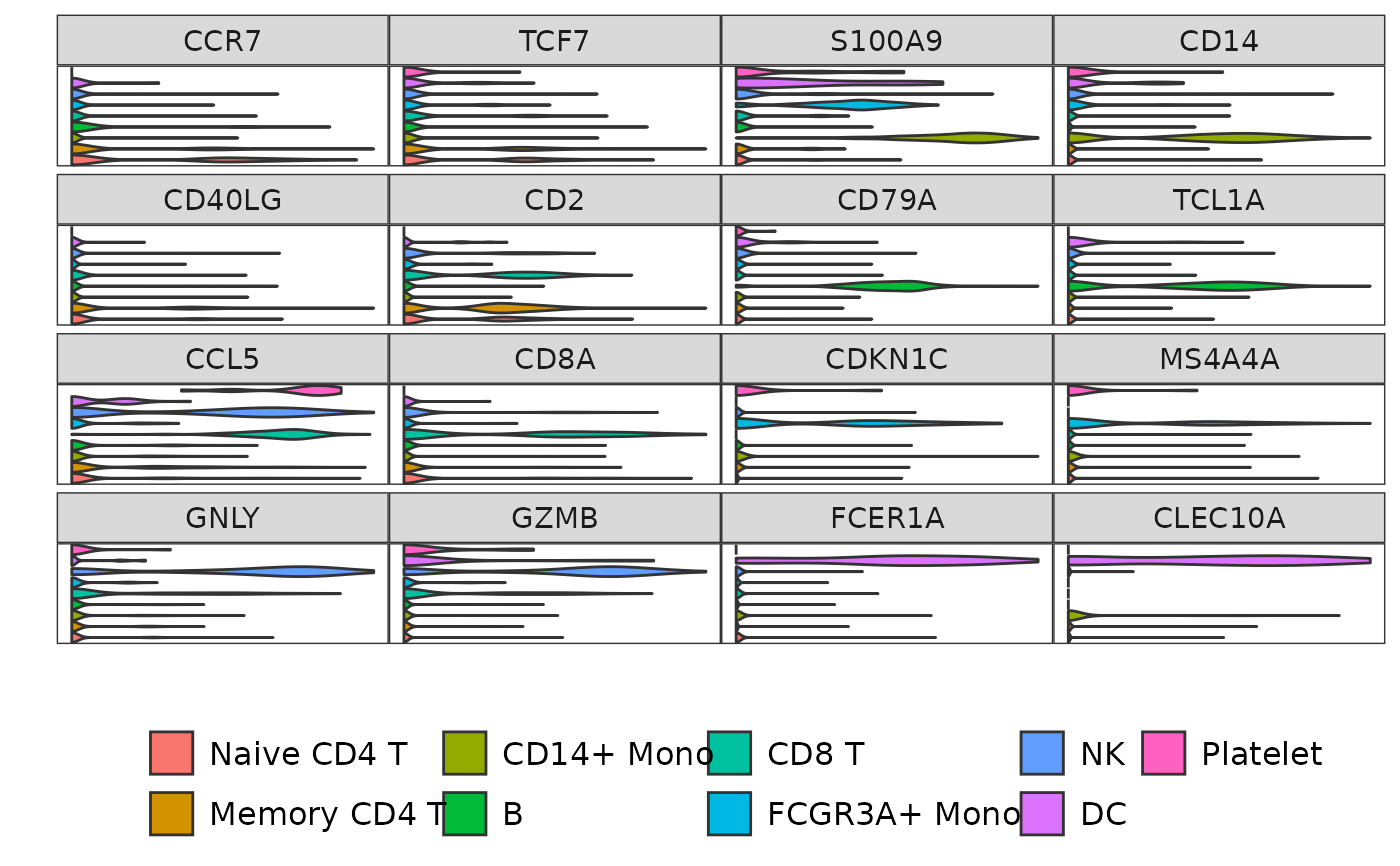 CCR7 TCF7 S100A9 CD14
CD40LG CD2 CD79A TCL1A
CCL5 CD8A CDKN1C MS4A4A
GNLY GZMB FCER1A CLEC10A
Naive CD4 T CD14+ Mono CD8 T NK Platelet
Memory CD4 T B FCGR3A+ Mono DC